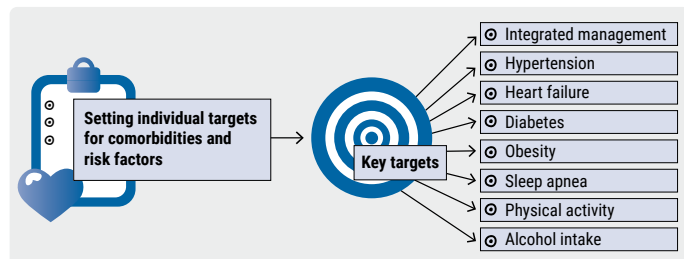 Setting individual targets
for comorbidities and
risk factors
Key targets
Integrated management
Hypertension
Heart failure
Diabetes
Obesity
Sleep apnea
Physical activity
Alcohol intake